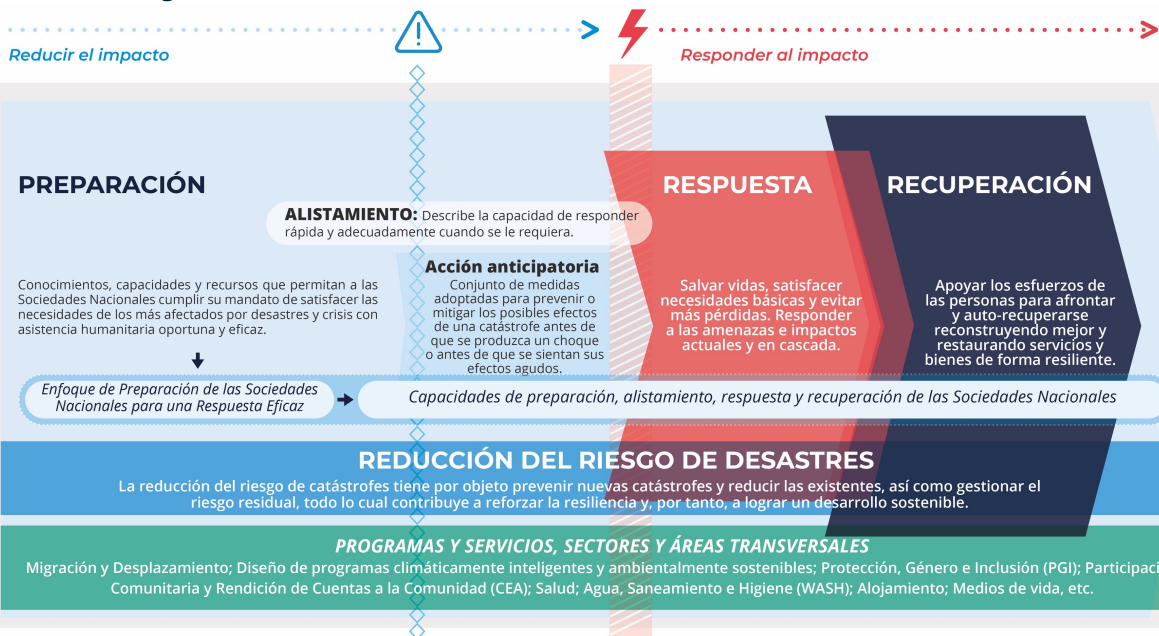 Reducir el impacto
Responder al impacto
PREPARACIÓN
RESPUESTA
RECUPERACIÓN
ALISTAMIENTO: Describe la capacidad de responder
rápida y adecuadamente cuando se le requiera.
Conocimientos, capacidades y recursos que permitan a las
Sociedades Nacionales cumplir su mandato de satisfacer las
necesidades de los más afectados por desastres y crisis con
asistencia humanitaria oportuna y eficaz.
Acción anticipatoria
Conjunto de medidas
adoptadas para prevenir o
mitigar los posibles efectos
de una catástrofe antes de
que se produzca un choque
o antes de que se sientan sus
efectos agudos.
Salvar vidas, satisfacer
necesidades básicas y evitar
más pérdidas. Responder
a las amenazas e impactos
actuales y en cascada.
Apoyar los esfuerzos de
las personas para afrontar
y auto-recuperarse
reconstruyendo mejor y
restaurando servicios y
bienes de forma resiliente.
Enfoque de Preparación de las Sociedades
Nacionales para una Respuesta Eficaz
Capacidades de preparación, alistamiento, respuesta y recuperación de las Sociedades Nacionales
REDUCCIÓN DEL RIESGO DE DESASTRES
La reducción del riesgo de catástrofes tiene por objeto prevenir nuevas catástrofes y reducir las existentes, así como gestionar el
riesgo residual, todo lo cual contribuye a reforzar la resiliencia y, por tanto, a lograr un desarrollo sostenible.
PROGRAMAS Y SERVICIOS, SECTORES Y ÁREAS TRANSVERSALES
Migración y Desplazamiento; Diseño de programas climáticamente inteligentes y ambientalmente sostenibles; Protección, Género e Inclusión (PGI); Participaci
Comunitaria y Rendición de Cuentas a la Comunidad (CEA); Salud; Agua, Saneamiento e Higiene (WASH); Alojamiento; Medios de vida, etc.